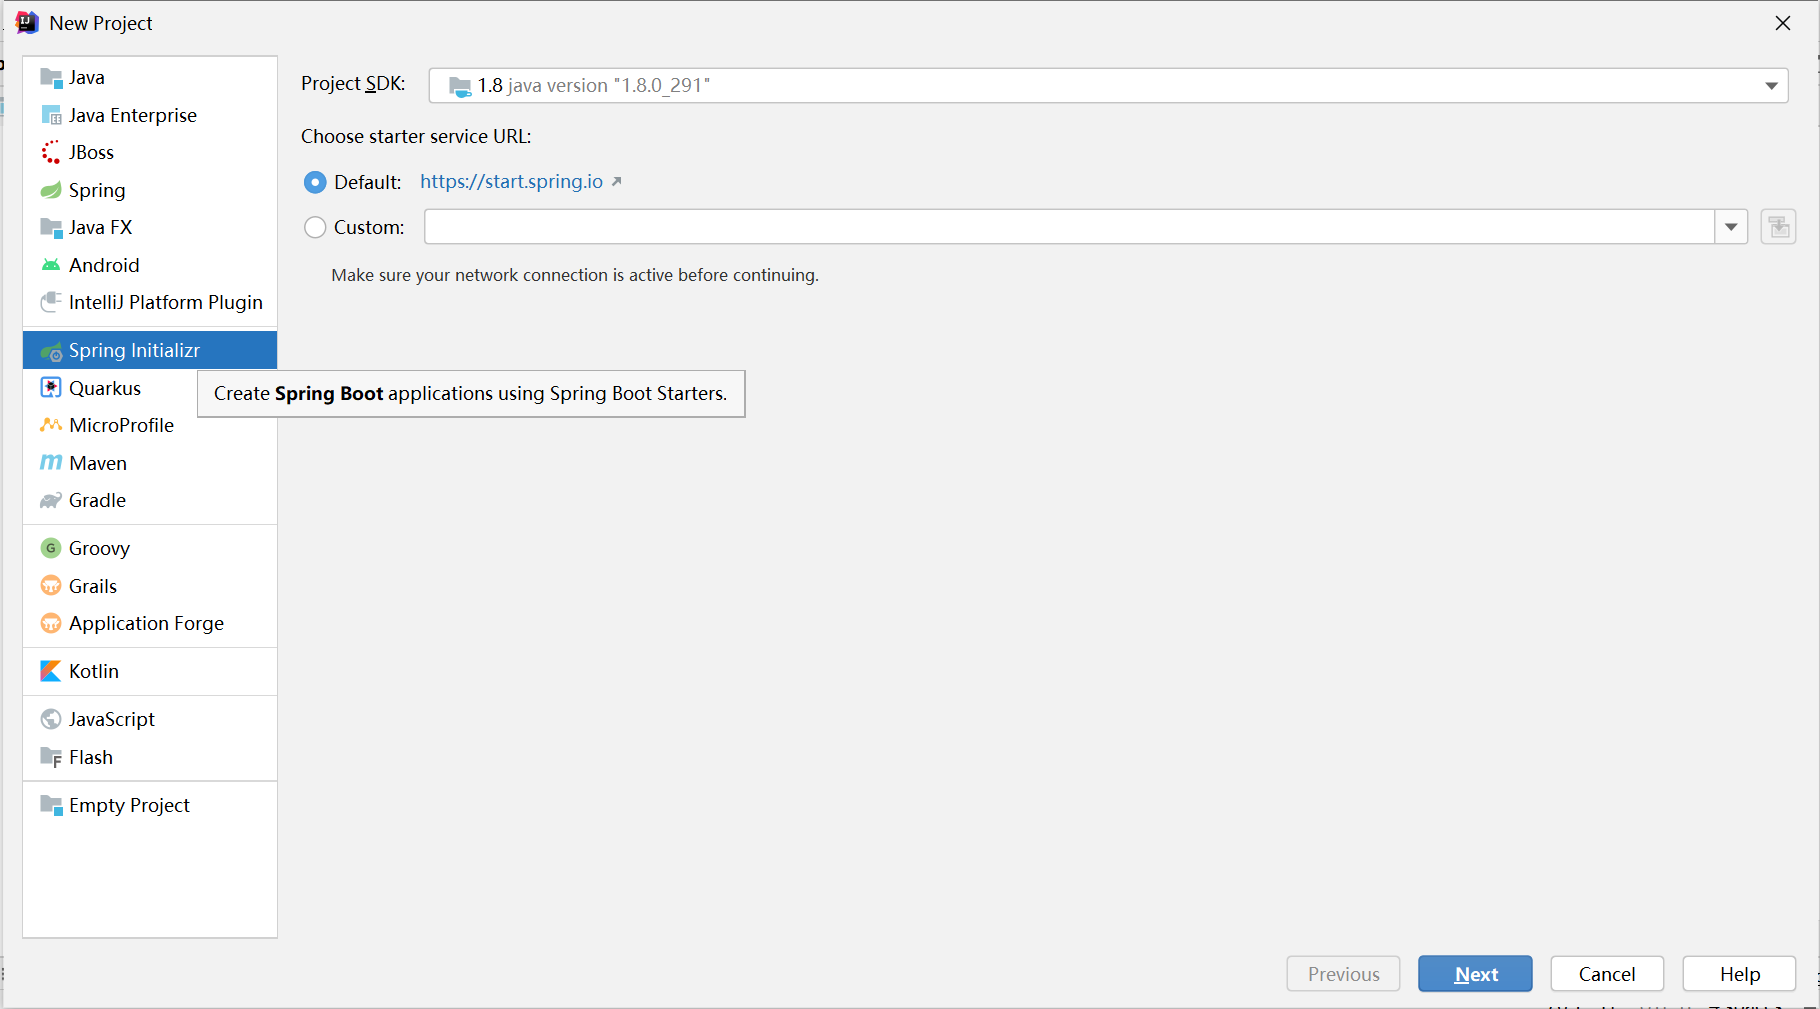 New Project
Java
Java Enterprise
JBoss
Spring
Java FX
Android
IntelliJ Platform Plugin
Spring Initializr
Quarkus
MicroProfile
Maven
Gradle
Groovy
Grails
Application Forge
Kotlin
JavaScript
Flash
Empty Project
Project SDK: 1.8 java version "1.8.0_291"
Choose starter service URL:
Default: https://start.spring.io
Custom:
Make sure your network connection is active before continuing.
Create Spring Boot applications using Spring Boot Starters.
Previous
Next
Cancel
Help